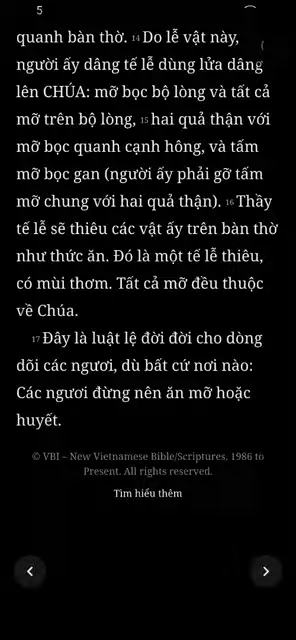 5
quanh bàn thờ. 14 Do lễ vật này,
người ấy dâng tế lễ dùng lửa dâng
lên CHÚA: mỡ bọc bộ lòng và tất cả
mỡ trên bộ lòng, 15 hai quả thận với
mỡ bọc quanh cạnh hông, và tấm
mỡ bọc gan (người ấy phải gỡ tấm
mỡ chung với hai quả thận). 16 Thầy
tế lễ sẽ thiêu các vật ấy trên bàn thờ
như thức ăn. Đó là một tế lễ thiêu,
có mùi thơm. Tất cả mỡ đều thuộc
về Chúa.
17 Đây là luật lệ đời đời cho dòng
dõi các ngươi, dù bất cứ nơi nào:
Các ngươi đừng nên ăn mỡ hoặc
huyết.
© VBI – New Vietnamese Bible/Scriptures, 1986 to
Present. All rights reserved.
Tìm hiểu thêm